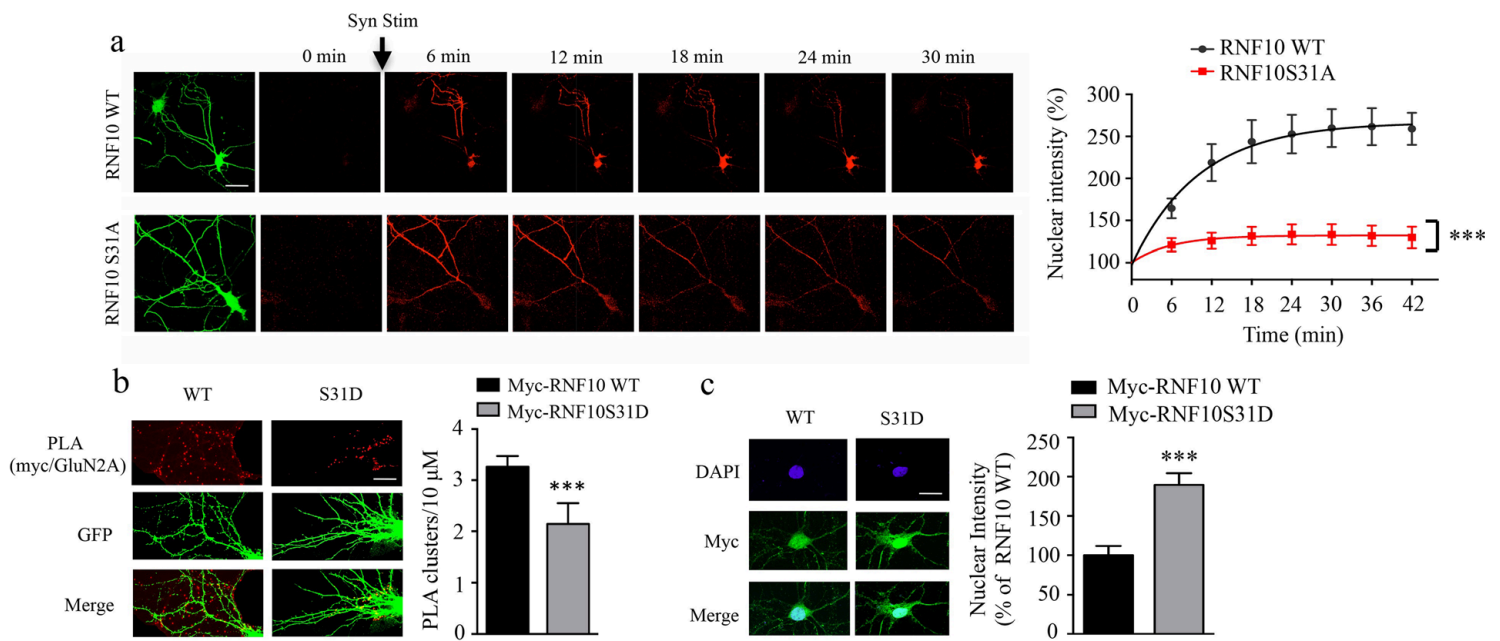 a
Syn Stim
0 min
6 min
12 min
18 min
24 min
30 min
RNF10 WT
RNF10 S31A
RNF10 WT
RNF10S31A
Nuclear intensity (%)
300
250
200
150
100
***
0
6
12
18
24
30
36
42
Time (min)
b
WT
S31D
PLA
(myc/GluN2A)
GFP
Merge
Myc-RNF10 WT
Myc-RNF10S31D
PLA clusters/10 μM
4
3
2
1
0
***
c
WT
S31D
DAPI
Myc
Merge
Myc-RNF10 WT
Myc-RNF10S31D
Nuclear Intensity
(% of RNF10 WT)
250
200
150
100
50
0
***